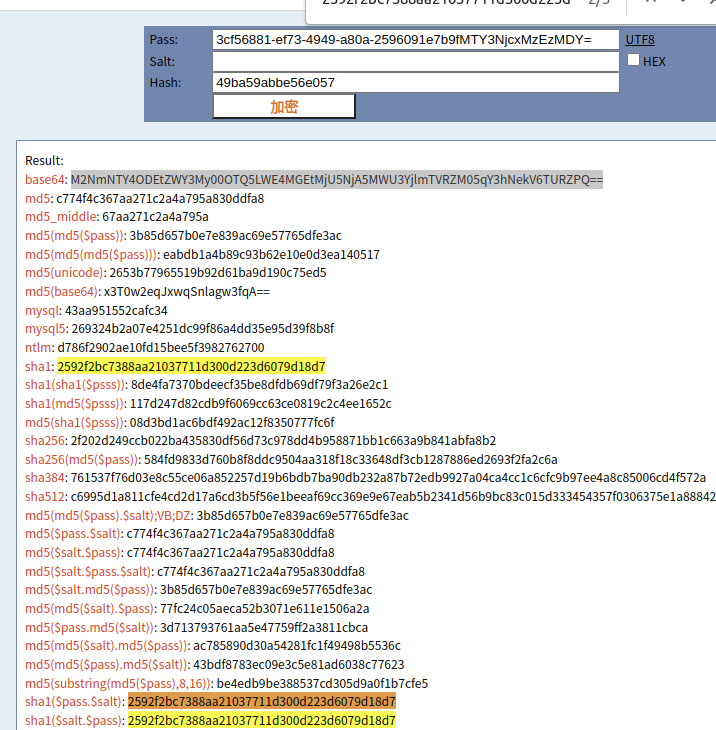 2592f2bc7388aa21037711d300d223d 2/3
Pass: 3cf56881-ef73-4949-a80a-2596091e7b9fMTY3NjcxMzEzMDY= UTF8
Salt: HEX
Hash: 49ba59abbe56e057
加密
Result:
base64: M2NmNTY4ODEtZWY3My00OTQ5LWE4MGEtMjU5NjA5MWU3YjlmTVRZM05qY3hNekV6TURZPQ==
md5: c774f4c367aa271c2a4a795a830ddfa8
md5_middle: 67aa271c2a4a795a
md5(md5($pass)): 3b85d657b0e7e839ac69e57765dfe3ac
md5(md5(md5($pass))): eabdb1a4b89c93b62e10e0d3ea140517
md5(unicode): 2653b77965519b92d61ba9d190c75ed5
md5(base64): x3T0w2eqJxwqSnlagw3fqA==
mysql: 43aa951552cafc34
mysql5: 269324b2a07e4251dc99f86a4dd35e95d39f8b8f
ntlm: d786f2902ae10fd15bee5f3982762700
sha1: 2592f2bc7388aa21037711d300d223d6079d18d7
sha1(sha1($psss)): 8de4fa7370bdeecf35be8dfdb69df79f3a26e2c1
sha1(md5($psss)): 117d247d82cdb9f6069cc63ce0819c2c4ee1652c
md5(sha1($psss)): 08d3bd1ac6bdf492ac12f8350777fc6f
sha256: 2f202d249ccb022ba435830df56d73c978dd4b958871bb1c663a9b841abfa8b2
sha256(md5($pass)): 584fd9833d760b8f8ddc9504aa318f18c33648df3cb1287886ed2693f2fa2c6a
sha384: 761537f76d03e8c55ce06a852257d19b6bdb7ba90db232a87b72edb9927a04ca4cc1c6cfc9b97ee4a8c85006cd4f572a
sha512: c6995d1a811cfe4cd2d17a6cd3b5f56e1beeaf69cc369e9e67eab5b2341d56b9bc83c015d333454357f0306375e1a88842
md5(md5($pass).$salt);VB;DZ: 3b85d657b0e7e839ac69e57765dfe3ac
md5($pass.$salt): c774f4c367aa271c2a4a795a830ddfa8
md5($salt.$pass): c774f4c367aa271c2a4a795a830ddfa8
md5($salt.$pass.$salt): c774f4c367aa271c2a4a795a830ddfa8
md5($salt.md5($pass)): 3b85d657b0e7e839ac69e57765dfe3ac
md5(md5($salt).$pass): 77fc24c05aeca52b3071e611e1506a2a
md5($pass.md5($salt)): 3d713793761aa5e47759ff2a3811cbca
md5(md5($salt).md5($pass)): ac785890d30a54281fc1f49498b5536c
md5(md5($pass).md5($salt)): 43bdf8783ec09e3c5e81ad6038c77623
md5(substring(md5($pass),8,16)): be4edb9be388537cd305d9a0f1b7cfe5
sha1($pass.$salt): 2592f2bc7388aa21037711d300d223d6079d18d7
sha1($salt.$pass): 2592f2bc7388aa21037711d300d223d6079d18d7